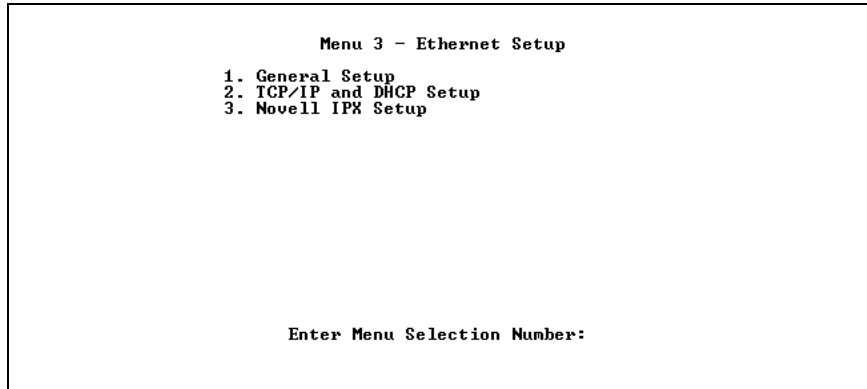 Menu 3 - Ethernet Setup
1. General Setup
2. TCP/IP and DHCP Setup
3. Novell IPX Setup
Enter Menu Selection Number: